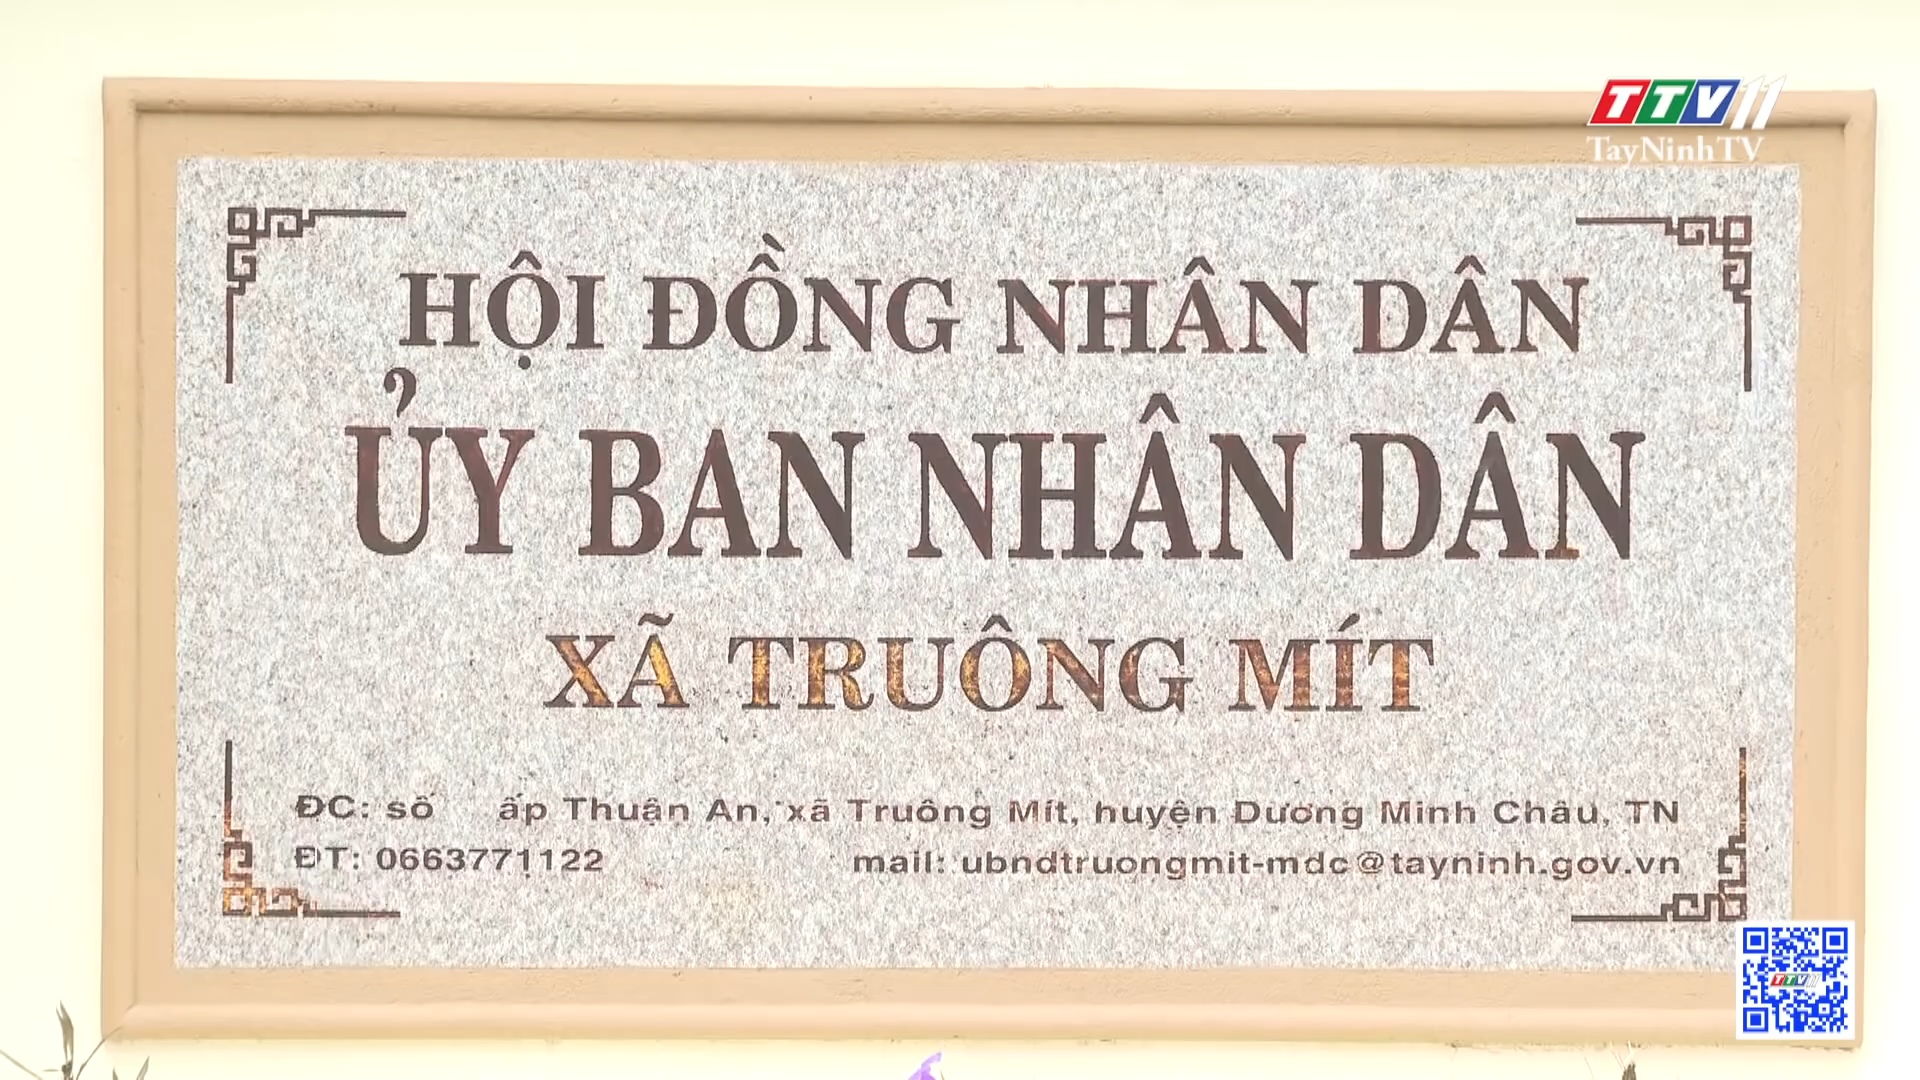 TTV11
TayNinhTV
HỘI ĐỒNG NHÂN DÂN
ỦY BAN NHÂN DÂN
XÃ TRUÔNG MÍT
ĐC: số ấp Thuận An, xã Truông Mít, huyện Dương Minh Châu, TN
ĐT: 0663771122 mail: ubndtruongmit-mdc@tayninh.gov.vn
TTV11